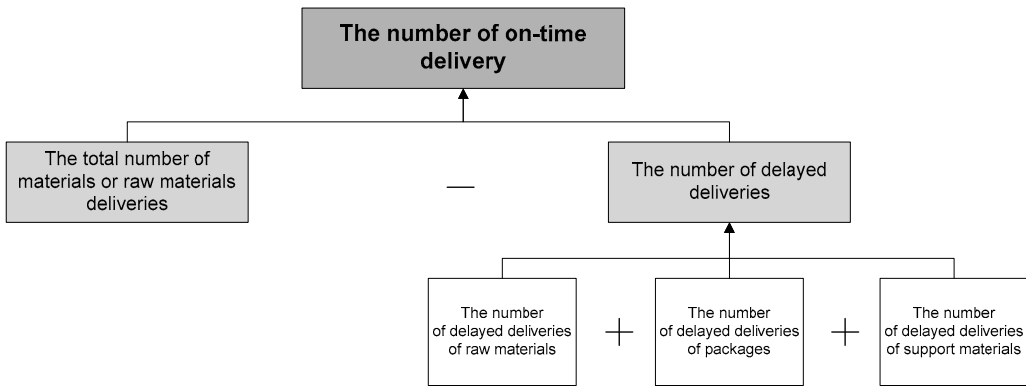 The number of on-time
delivery
The total number of
materials or raw materials
deliveries
—
The number of delayed
deliveries
The number
of delayed deliveries
of raw materials
+
The number
of delayed deliveries
of packages
+
The number
of delayed deliveries
of support materials